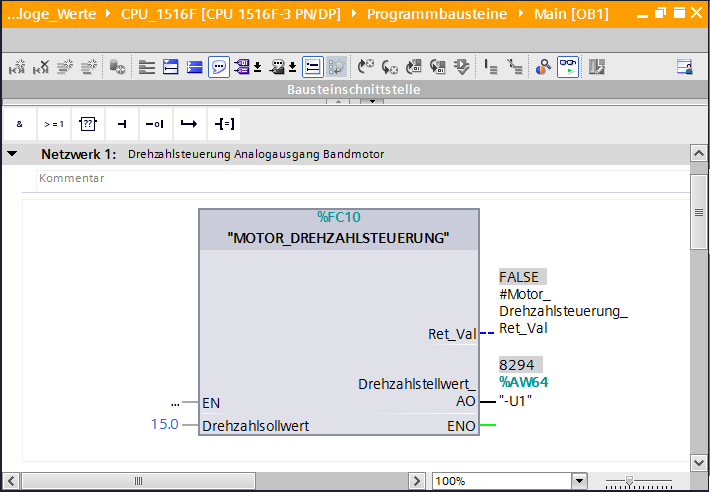 ...loge_Werte ▸ CPU_1516F [CPU 1516F-3 PN/DP] ▸ Programmbausteine ▸ Main [OB1]
Bausteinschnittstelle
& >=1 ?? -| -o| -[=]
Netzwerk 1: Drehzahlsteuerung Analogausgang Bandmotor
Kommentar
%FC10
"MOTOR_DREHZAHLSTEUERUNG"
FALSE
#Motor_
Drehzahlsteuerung_
Ret_Val
Ret_Val
8294
%AW64
"-U1"
Drehzahlstellwert_
AO
... EN
15.0 Drehzahlsollwert
ENO
100%